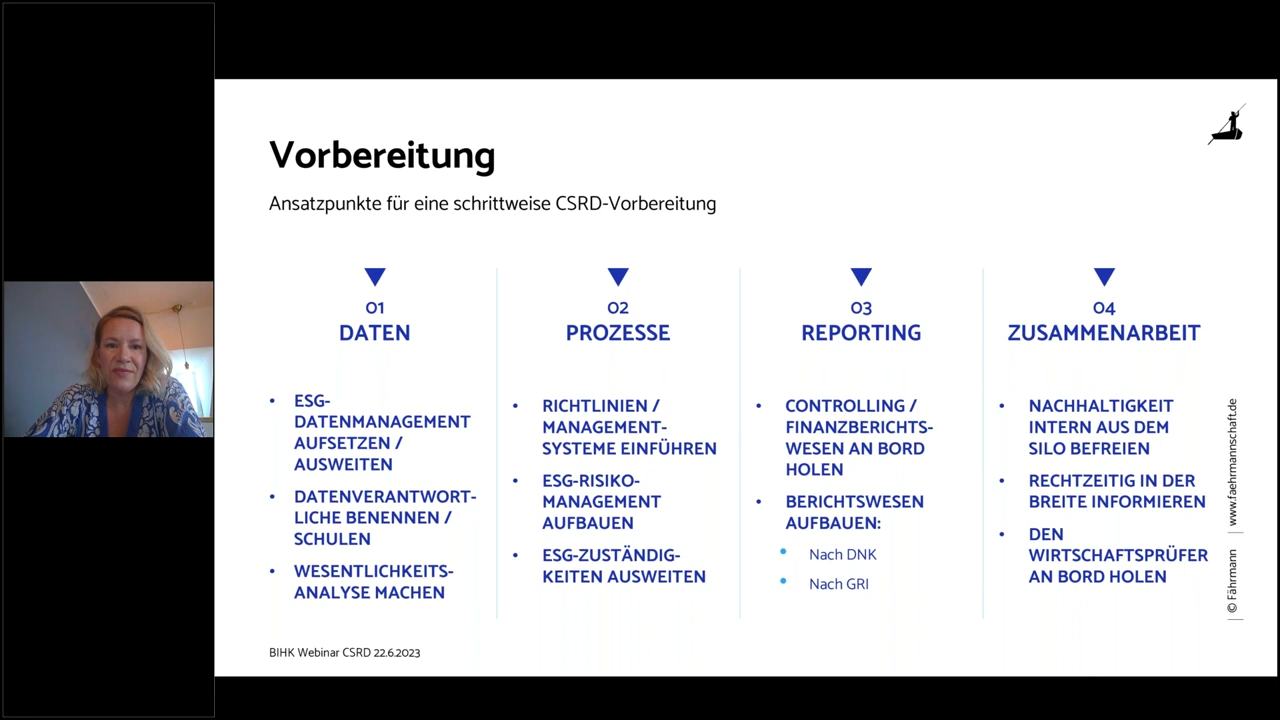 Vorbereitung
Ansatzpunkte für eine schrittweise CSRD-Vorbereitung
01
DATEN
• ESG-
DATENMANAGEMENT
AUFSETZEN /
AUSWEITEN
• DATENVERANTWORT-
LICHE BENENNEN /
SCHULEN
• WESENTLICHKEITS-
ANALYSE MACHEN
02
PROZESSE
• RICHTLINIEN /
MANAGEMENT-
SYSTEME EINFÜHREN
• ESG-RISIKO-
MANAGEMENT
AUFBAUEN
• ESG-ZUSTÄNDIG-
KEITEN AUSWEITEN
03
REPORTING
• CONTROLLING /
FINANZBERICHTS-
WESEN AN BORD
HOLEN
• BERICHTSWESEN
AUFBAUEN:
• Nach DNK
• Nach GRI
04
ZUSAMMENARBEIT
• NACHHALTIGKEIT
INTERN AUS DEM
SILO BEFREIEN
• RECHTZEITIG IN DER
BREITE INFORMIEREN
• DEN
WIRTSCHAFTSPRÜFER
AN BORD HOLEN
| © Fährmann | www.faehrmannschaft.de
BIHK Webinar CSRD 22.6.2023